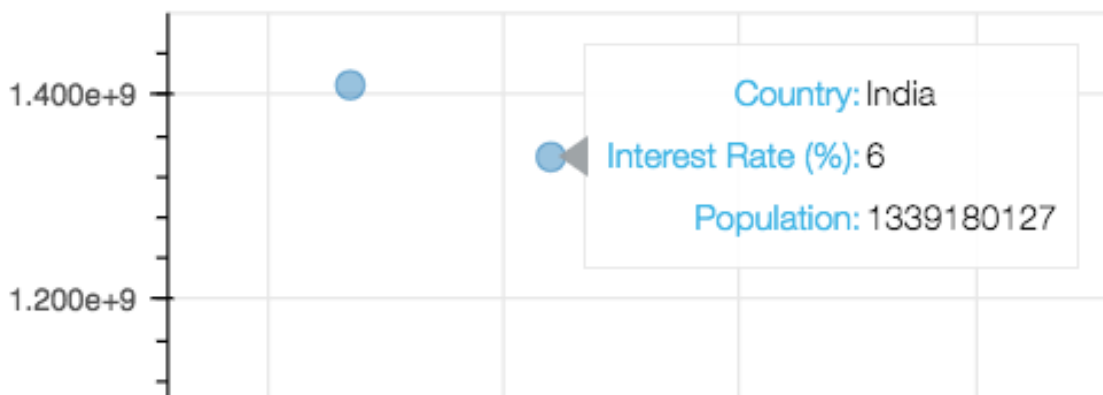 1.400e+9
Country: India
Interest Rate (%): 6
Population: 1339180127
1.200e+9